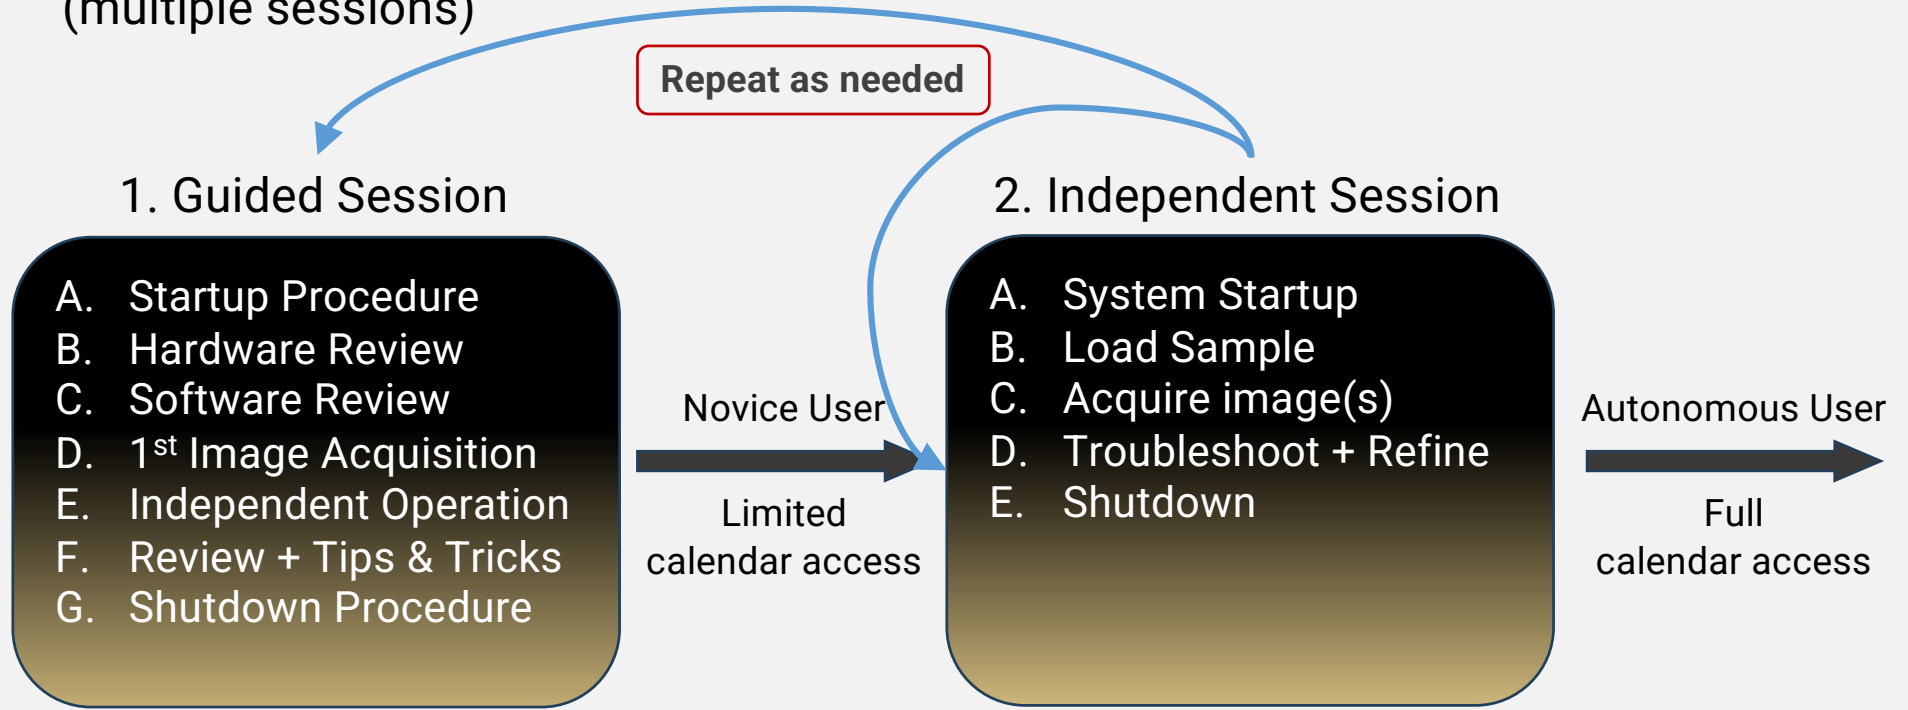 (multiple sessions)
Repeat as needed
1. Guided Session
A. Startup Procedure
B. Hardware Review
C. Software Review
D. 1st Image Acquisition
E. Independent Operation
F. Review + Tips & Tricks
G. Shutdown Procedure
Novice User
Limited
calendar access
2. Independent Session
A. System Startup
B. Load Sample
C. Acquire image(s)
D. Troubleshoot + Refine
E. Shutdown
Autonomous User
Full
calendar access